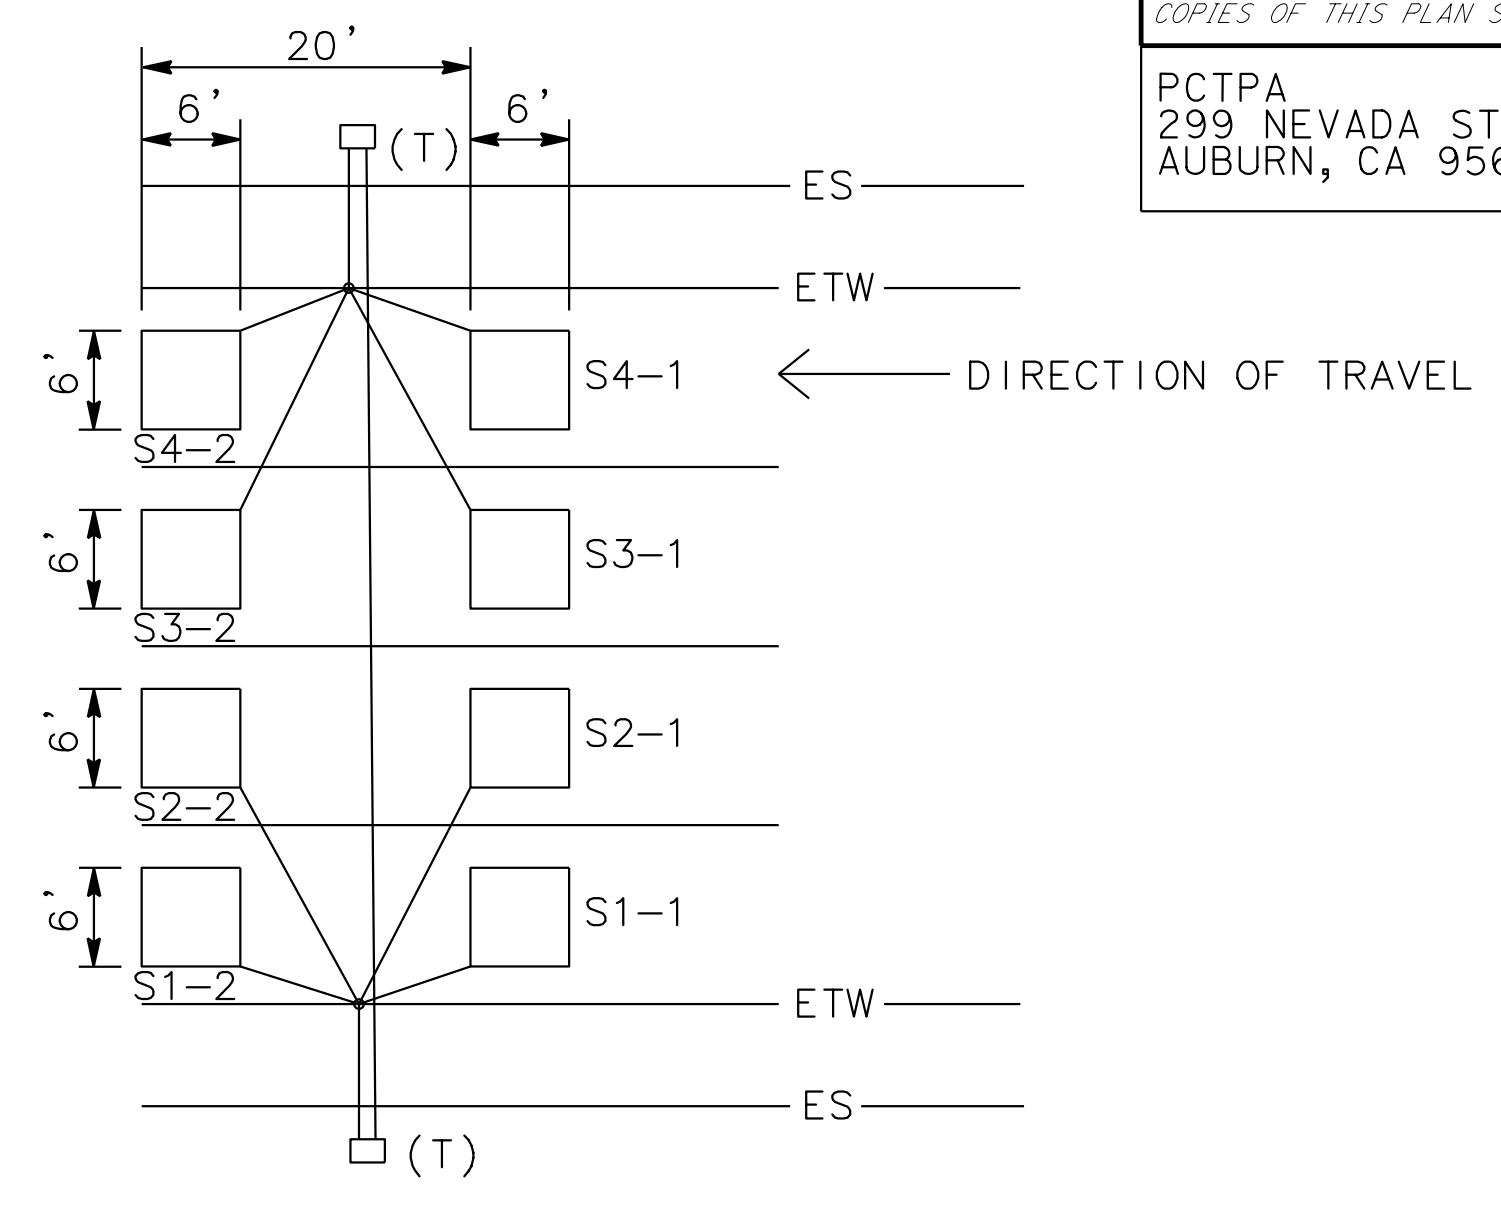 COPIES OF THIS PLAN
PCTPA
299 NEVADA ST
AUBURN, CA
20'
6'
6'
(T)
ES
ETW
6'
S4-1
DIRECTION OF TRAVEL
S4-2
6'
S3-1
S3-2
6'
S2-1
S2-2
6'
S1-1
S1-2
ETW
ES
(T)